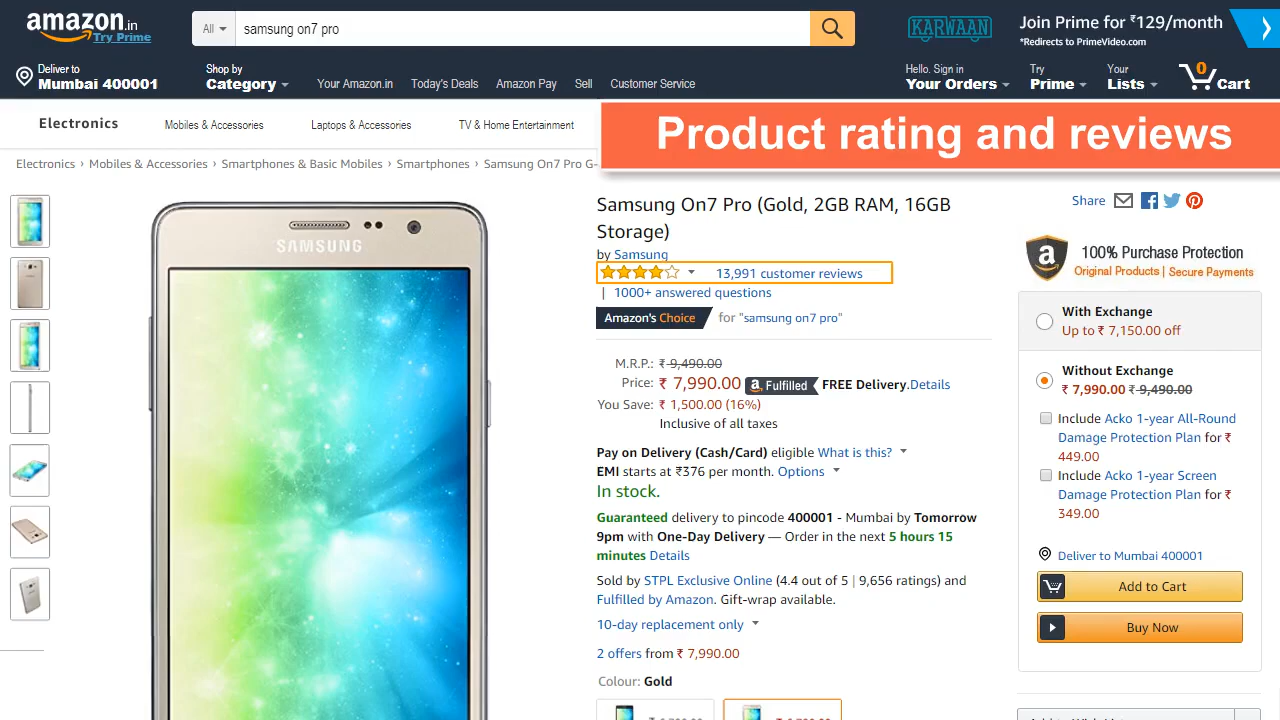 amazon.in
Try Prime
All
samsung on7 pro
KARWAAN
Join Prime for ₹129/month
*Redirects to PrimeVideo.com
Deliver to
Mumbai 400001
Shop by
Category
Your Amazon.in
Today's Deals
Amazon Pay
Sell
Customer Service
Hello. Sign in
Your Orders
Try
Prime
Your
Lists
0
Cart
Electronics
Mobiles & Accessories
Laptops & Accessories
TV & Home Entertainment
Product rating and reviews
Electronics › Mobiles & Accessories › Smartphones & Basic Mobiles › Smartphones › Samsung On7 Pro G-
SAMSUNG
Samsung On7 Pro (Gold, 2GB RAM, 16GB
Storage)
by Samsung
13,991 customer reviews
| 1000+ answered questions
Amazon's Choice for "samsung on7 pro"
M.R.P.: ₹ 9,490.00
Price: ₹ 7,990.00 a Fulfilled FREE Delivery.Details
You Save: ₹ 1,500.00 (16%)
Inclusive of all taxes
Pay on Delivery (Cash/Card) eligible What is this?
EMI starts at ₹376 per month. Options
In stock.
Guaranteed delivery to pincode 400001 - Mumbai by Tomorrow
9pm with One-Day Delivery — Order in the next 5 hours 15
minutes Details
Sold by STPL Exclusive Online (4.4 out of 5 | 9,656 ratings) and
Fulfilled by Amazon. Gift-wrap available.
10-day replacement only
2 offers from ₹ 7,990.00
Colour: Gold
Share
a
100% Purchase Protection
Original Products | Secure Payments
With Exchange
Up to ₹ 7,150.00 off
Without Exchange
₹ 7,990.00 ₹ 9,490.00
Include Acko 1-year All-Round
Damage Protection Plan for ₹
449.00
Include Acko 1-year Screen
Damage Protection Plan for ₹
349.00
Deliver to Mumbai 400001
Add to Cart
Buy Now